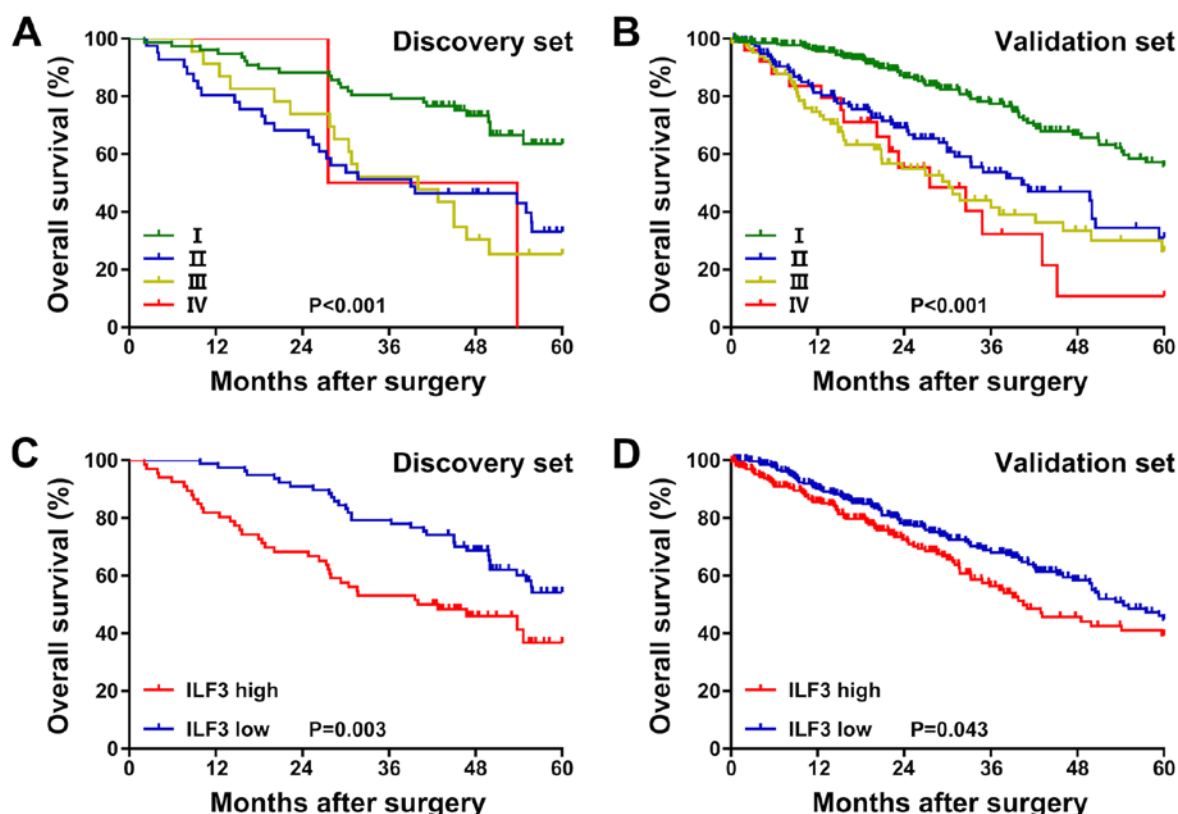 A
Discovery set
Overall survival (%)
100
80
60
40
20
0
I
II
III
IV
P<0.001
0 12 24 36 48 60
Months after surgery
B
Validation set
Overall survival (%)
100
80
60
40
20
0
I
II
III
IV
P<0.001
0 12 24 36 48 60
Months after surgery
C
Discovery set
Overall survival (%)
100
80
60
40
20
0
ILF3 high
ILF3 low P=0.003
0 12 24 36 48 60
Months after surgery
D
Validation set
Overall survival (%)
100
80
60
40
20
0
ILF3 high
ILF3 low P=0.043
0 12 24 36 48 60
Months after surgery